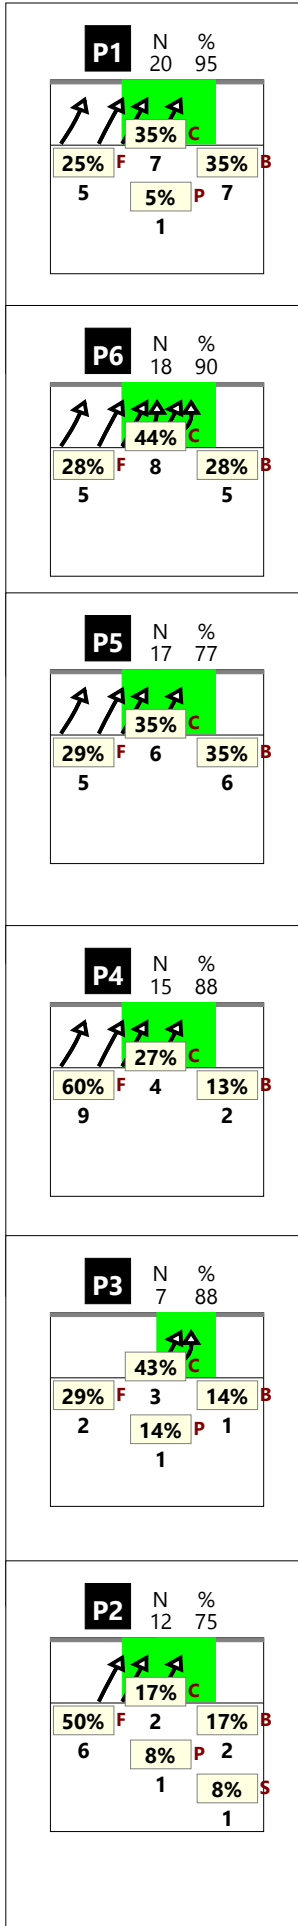 P1 N %
20 95
35% C
25% F 7 35% B
5 5% P 7
1
P6 N %
18 90
44% C
28% F 8 28% B
5 5
P5 N %
17 77
35% C
29% F 6 35% B
5 6
P4 N %
15 88
27% C
60% F 4 13% B
9 2
P3 N %
7 88
43% C
29% F 3 14% B
2 14% P 1
1
P2 N %
12 75
17% C
50% F 2 17% B
6 8% P 2
1 8% S
1